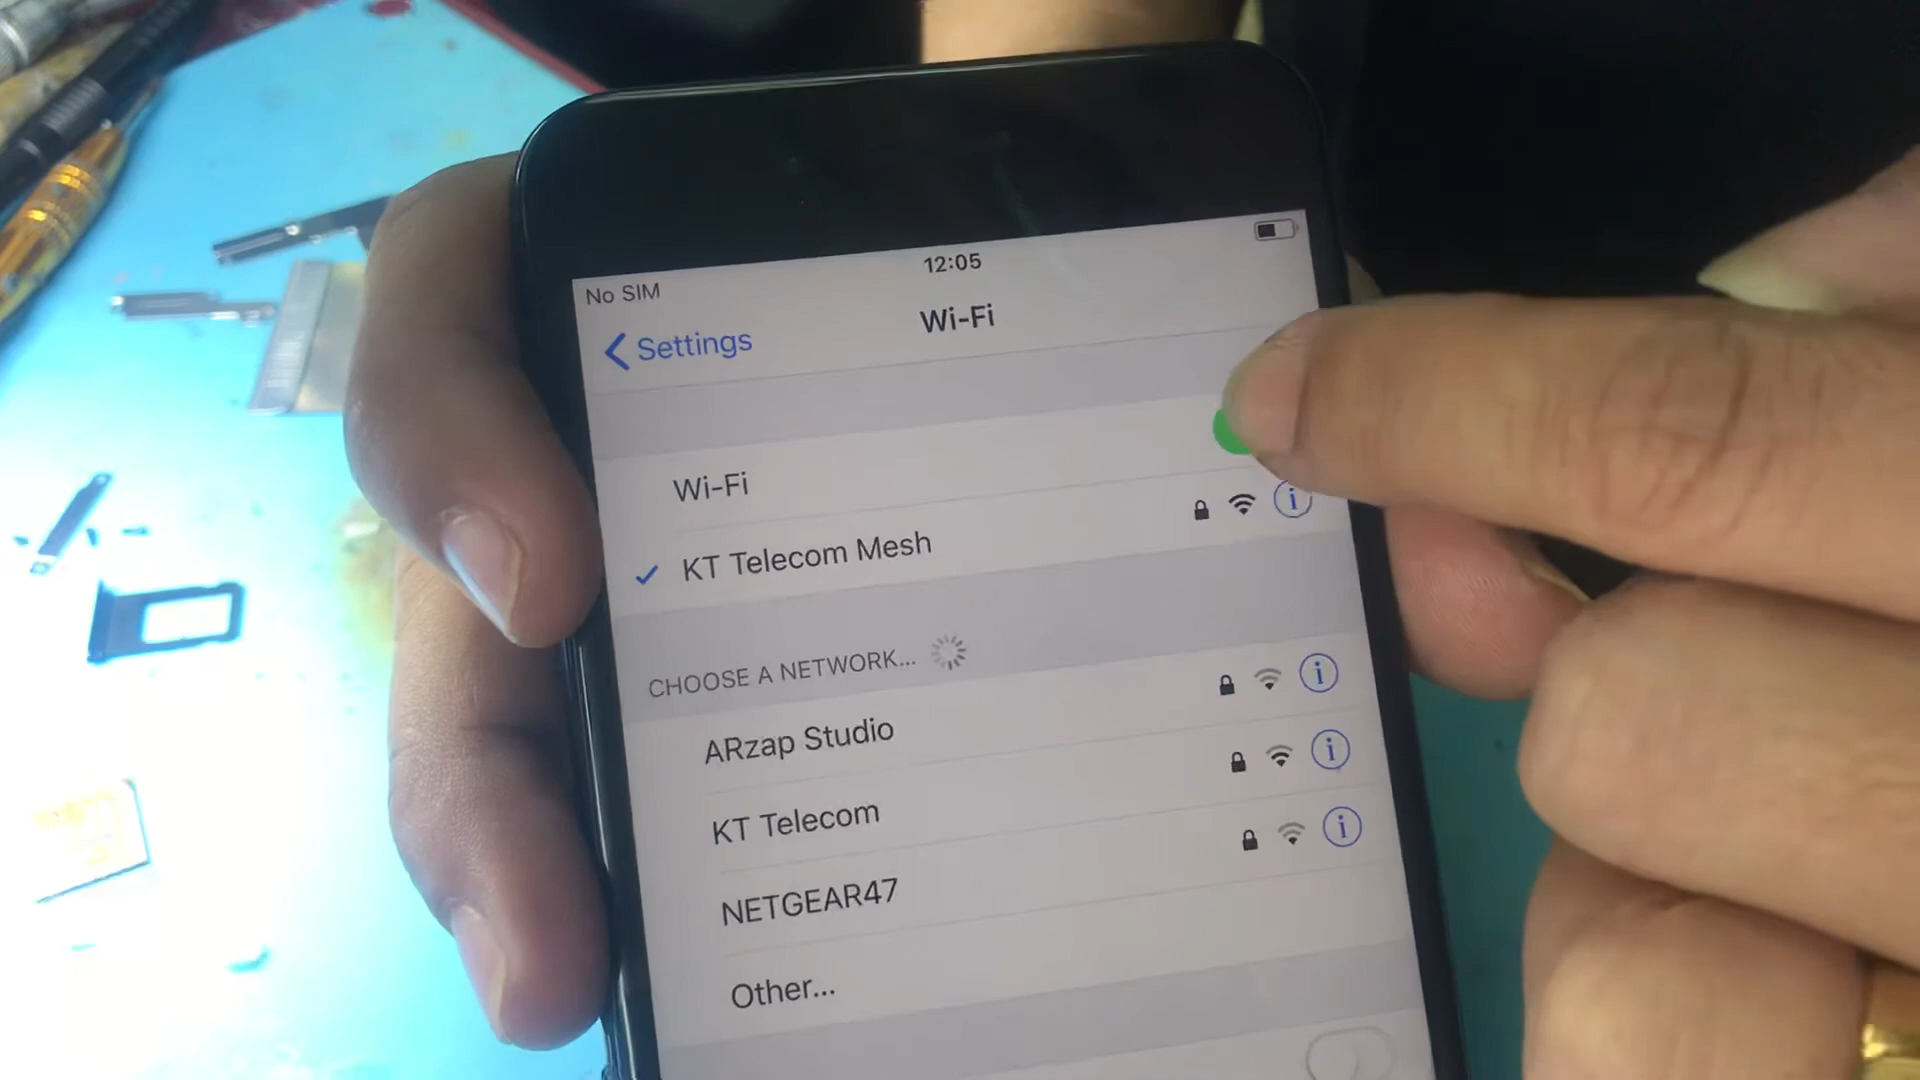 12:05
No SIM
Settings
Wi-Fi
Wi-Fi
KT Telecom Mesh
CHOOSE A NETWORK...
ARzap Studio
KT Telecom
NETGEAR47
Other...